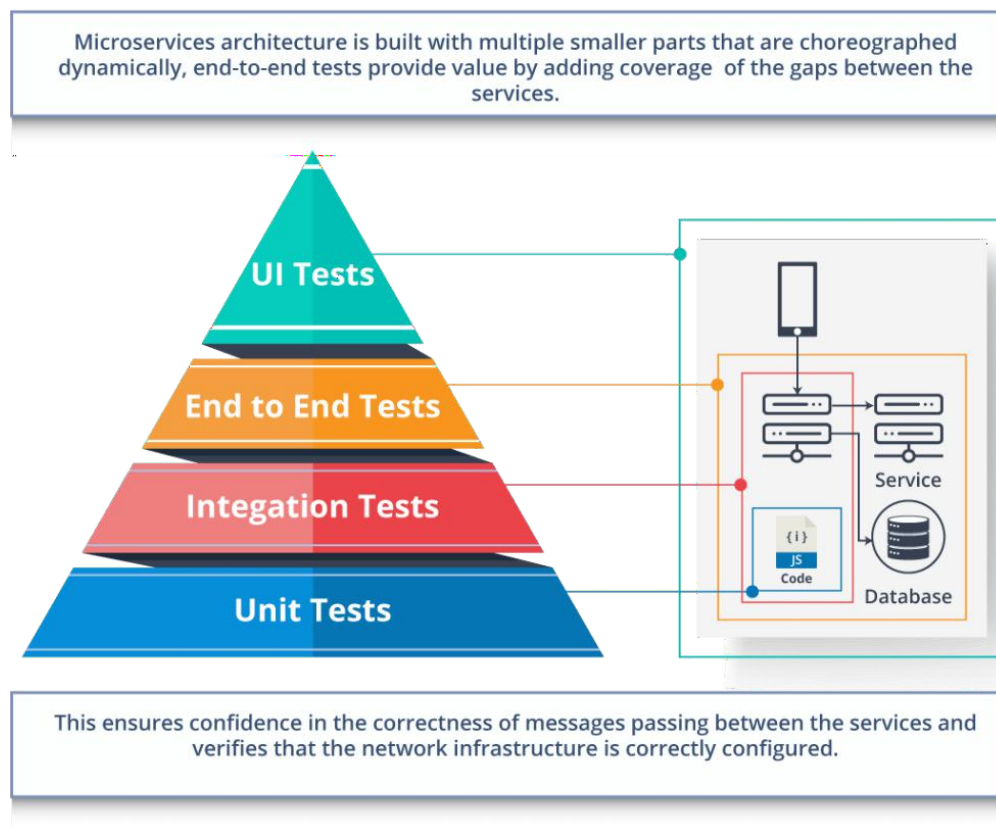 Microservices architecture is built with multiple smaller parts that are choreographed
dynamically, end-to-end tests provide value by adding coverage of the gaps between the
services.
UI Tests
End to End Tests
Integation Tests
Unit Tests
Service
{i}
JS
Code
Database
This ensures confidence in the correctness of messages passing between the services and
verifies that the network infrastructure is correctly configured.